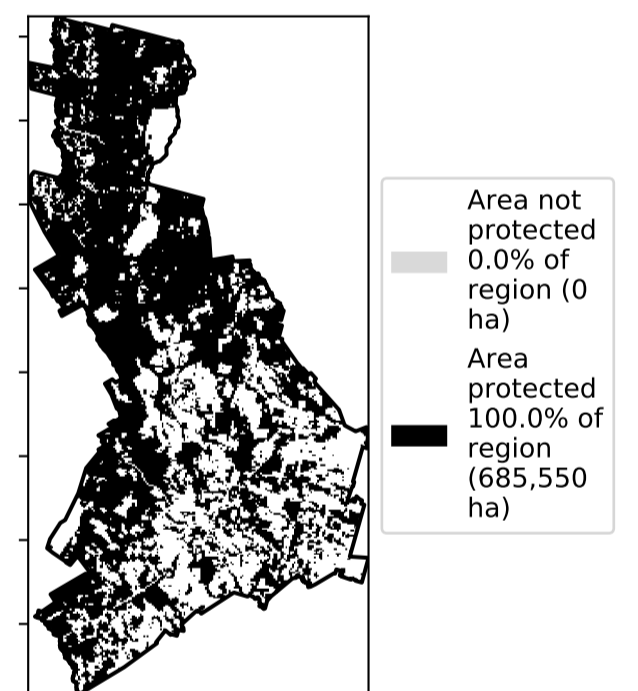 Area not
protected
0.0% of
region (0
ha)
Area
protected
100.0% of
region
(685,550
ha)